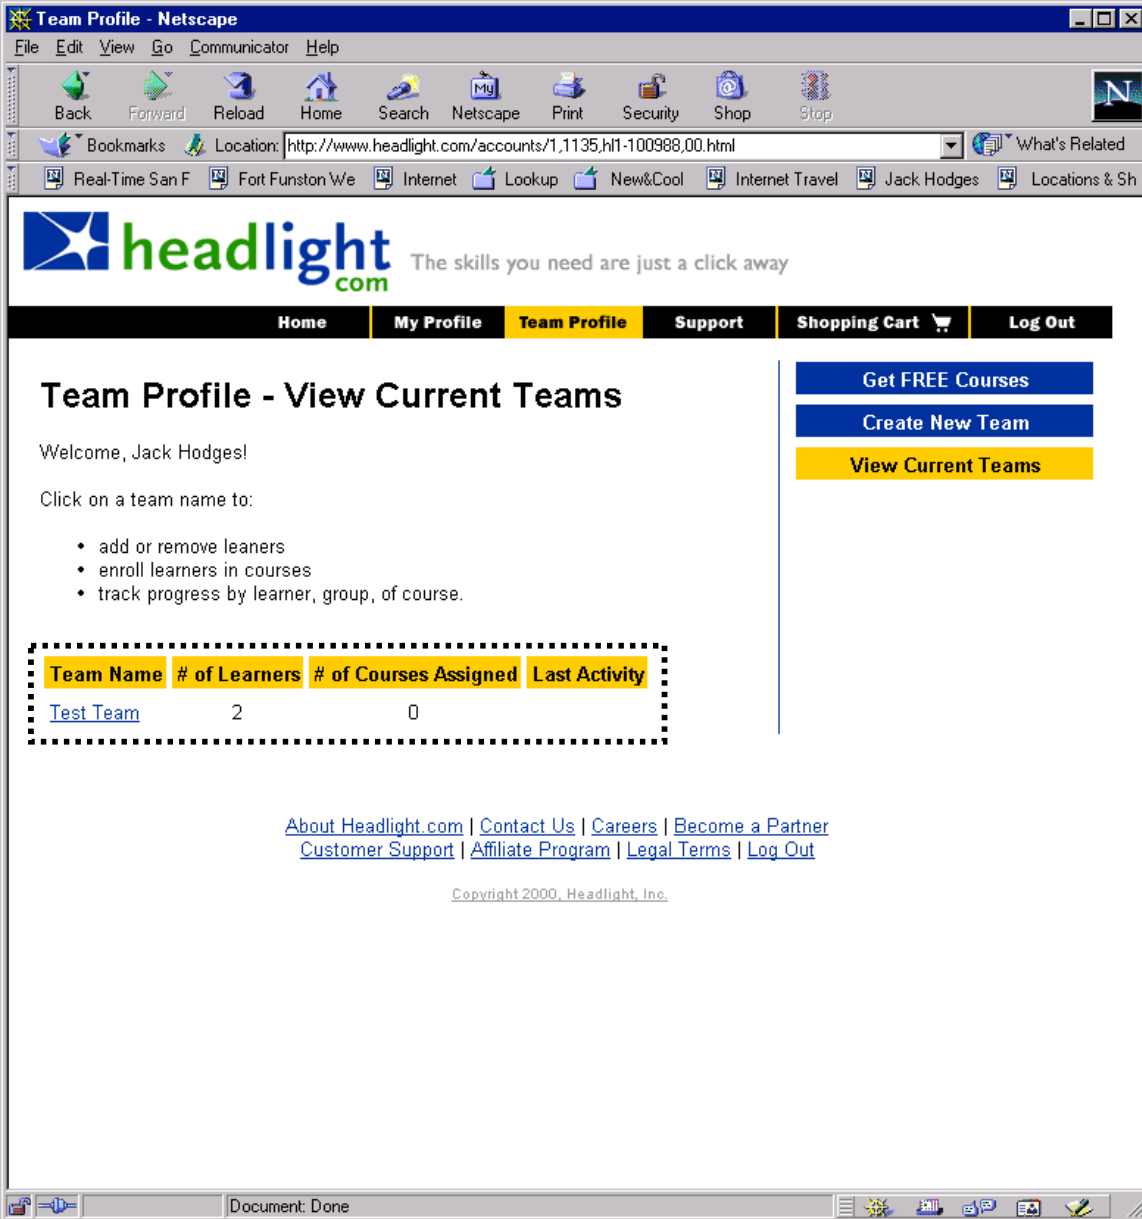 Team Profile - Netscape
File Edit View Go Communicator Help
Back Forward Reload Home Search Netscape Print Security Shop Stop
My
N
Bookmarks Location: http://www.headlight.com/accounts/1,1135,hl1-100988,00.html What's Related
Real-Time San F Fort Funston We Internet Lookup New&Cool Internet Travel Jack Hodges Locations & Sh
headlight
com
The skills you need are just a click away
Home My Profile Team Profile Support Shopping Cart Log Out
Team Profile - View Current Teams
Get FREE Courses
Create New Team
View Current Teams
Welcome, Jack Hodges!
Click on a team name to:
• add or remove leaners
• enroll learners in courses
• track progress by learner, group, of course.
Team Name # of Learners # of Courses Assigned Last Activity
Test Team 2 0
About Headlight.com | Contact Us | Careers | Become a Partner
Customer Support | Affiliate Program | Legal Terms | Log Out
Copyright 2000, Headlight, Inc.
Document: Done